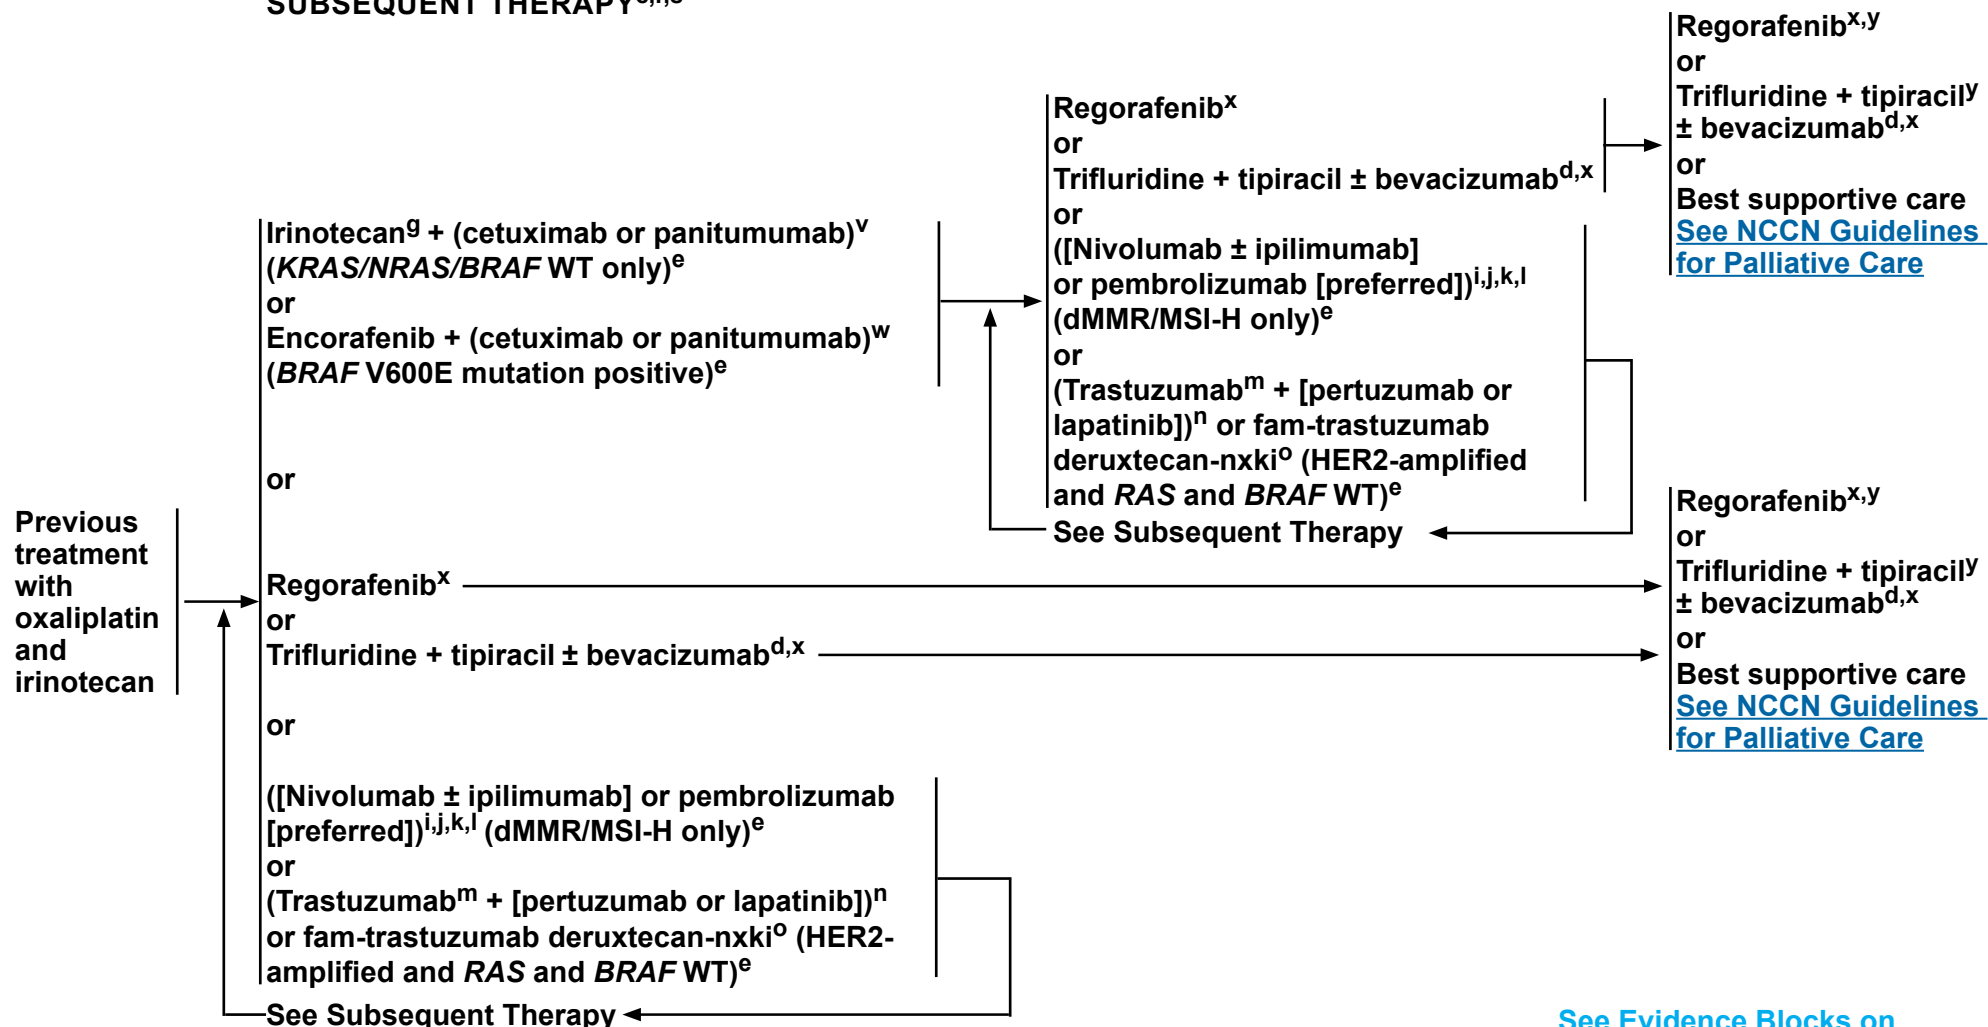 SUBSEQUENT THERAPY
Previous
treatment
with
oxaliplatin
and
irinotecan
Irinotecang + (cetuximab or panitumumab)v
(KRAS/NRAS/BRAF WT only)e
or
Encorafenib + (cetuximab or panitumumab)w
(BRAF V600E mutation positive)e
or
Regorafenibx
or
Trifluridine + tipiracil ± bevacizumabd,x
or
([Nivolumab ± ipilimumab] or pembrolizumab
[preferred])i,j,k,l (dMMR/MSI-H only)e
or
(Trastuzumabm + [pertuzumab or lapatinib])n
or fam-trastuzumab deruxtecan-nxkio (HER2-
amplified and RAS and BRAF WT)e
See Subsequent Therapy
Regorafenibx
or
Trifluridine + tipiracil ± bevacizumabd,x
or
([Nivolumab ± ipilimumab]
or pembrolizumab [preferred])i,j,k,l
(dMMR/MSI-H only)e
or
(Trastuzumabm + [pertuzumab or
lapatinib])n or fam-trastuzumab
deruxtecan-nxkio (HER2-amplified
and RAS and BRAF WT)e
See Subsequent Therapy
Regorafenibx,y
or
Trifluridine + tipiracily
± bevacizumabd,x
or
Best supportive care
See NCCN Guidelines
for Palliative Care
Regorafenibx,y
or
Trifluridine + tipiracily
± bevacizumabd,x
or
Best supportive care
See NCCN Guidelines
for Palliative Care
See Evidence Blocks on